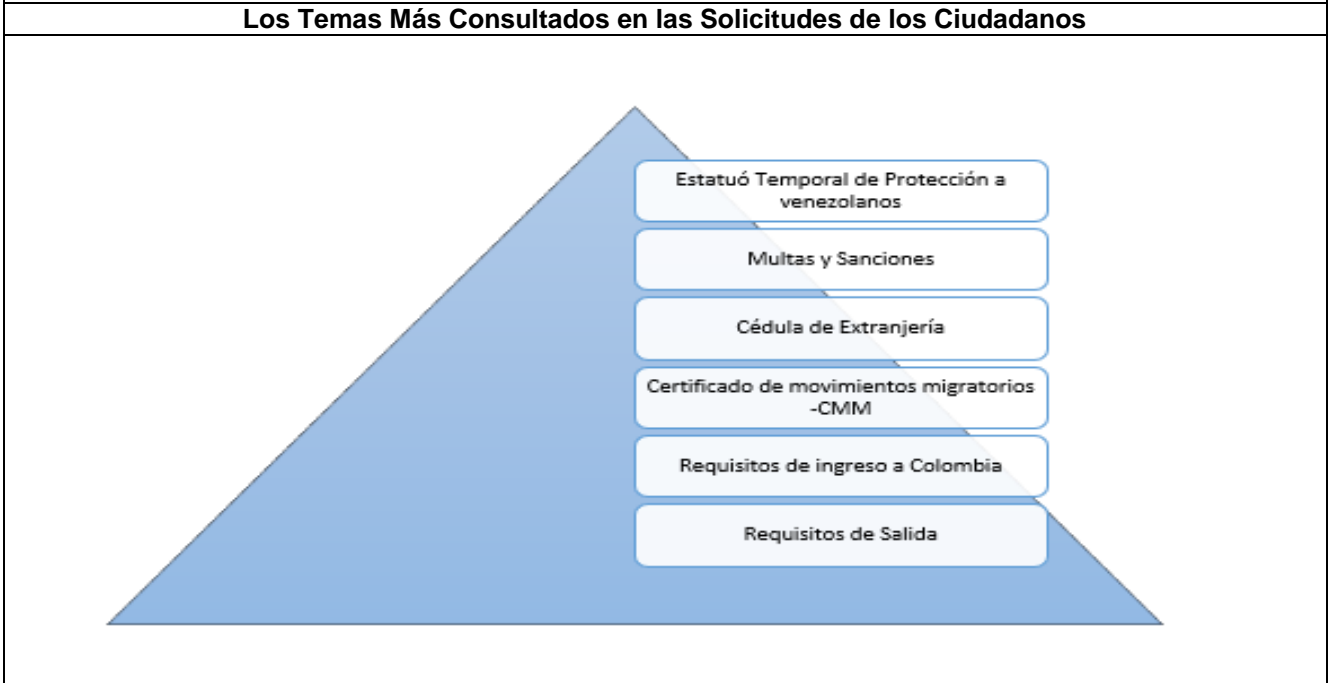 Los Temas Más Consultados en las Solicitudes de los Ciudadanos
Estatuó Temporal de Protección a
venezolanos
Multas y Sanciones
Cédula de Extranjería
Certificado de movimientos migratorios
-CMM
Requisitos de ingreso a Colombia
Requisitos de Salida